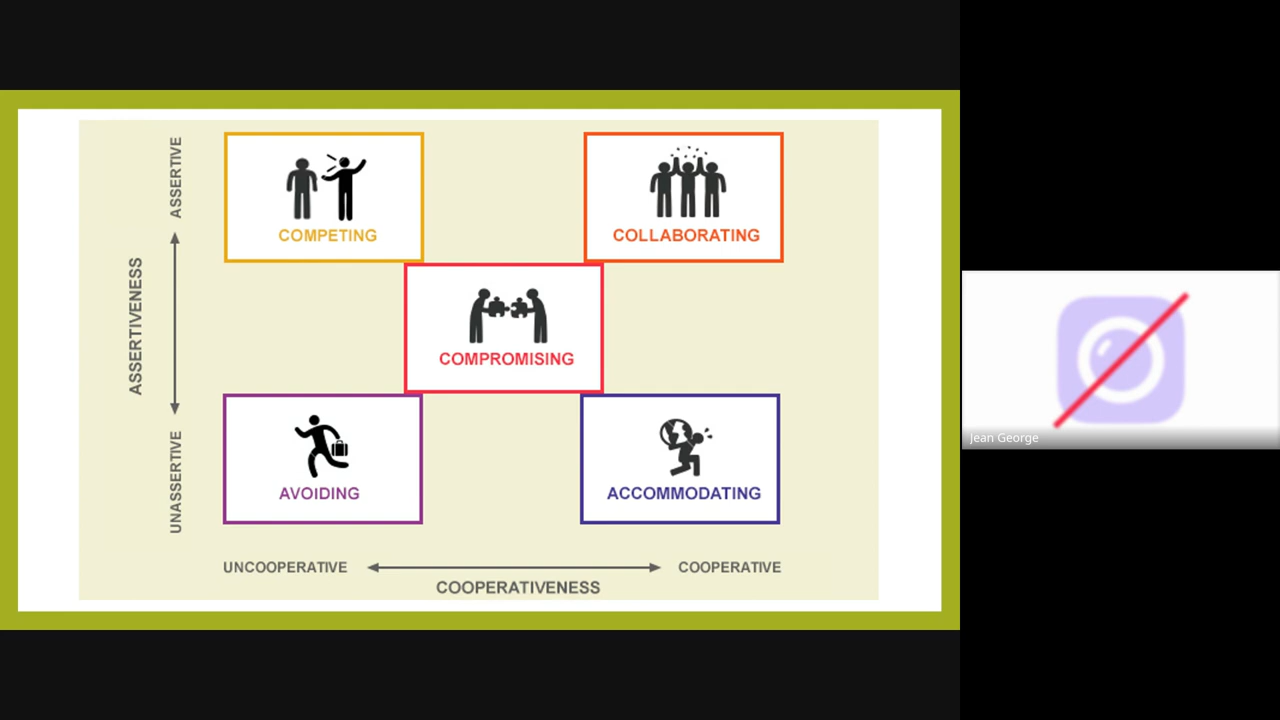 ASSERTIVE
COMPETING
COLLABORATING
ASSERTIVENESS
COMPROMISING
UNASSERTIVE
AVOIDING
ACCOMMODATING
UNCOOPERATIVE
COOPERATIVE
COOPERATIVENESS
Jean George